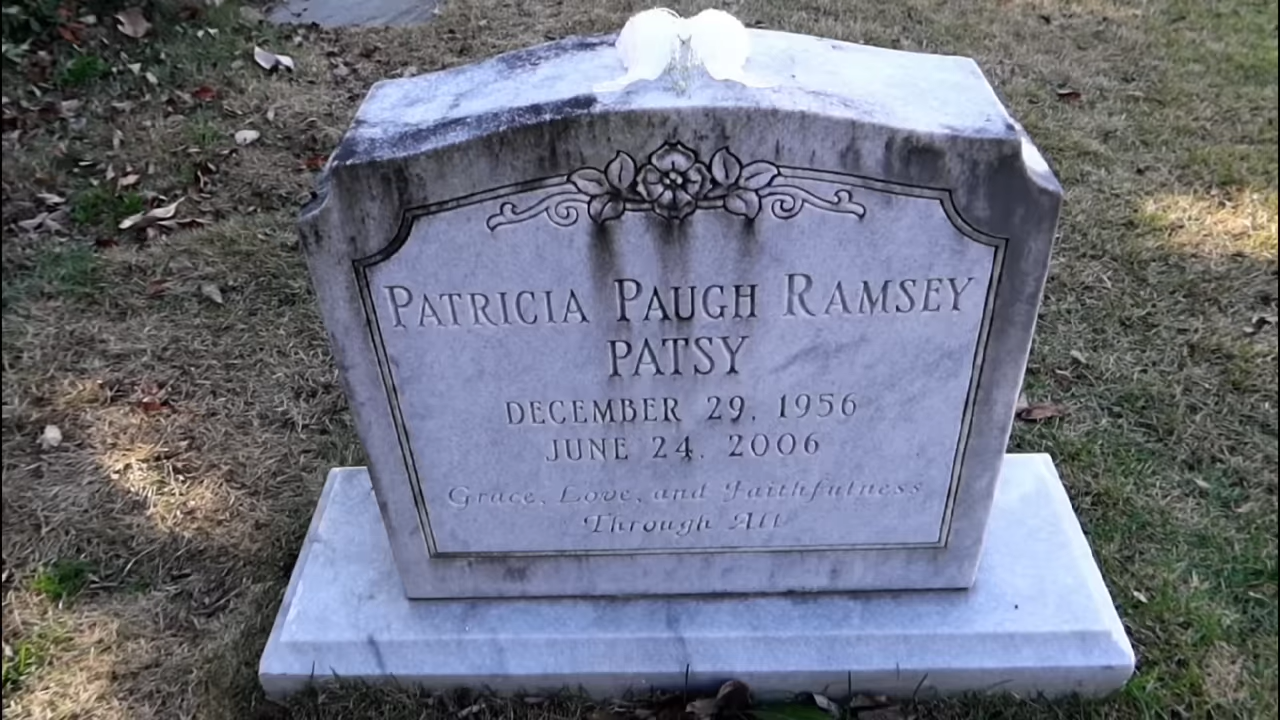 PATRICIA PAUGH RAMSEY
PATSY
DECEMBER 29, 1956
JUNE 24, 2006
Grace, Love, and Faithfulness
Through All